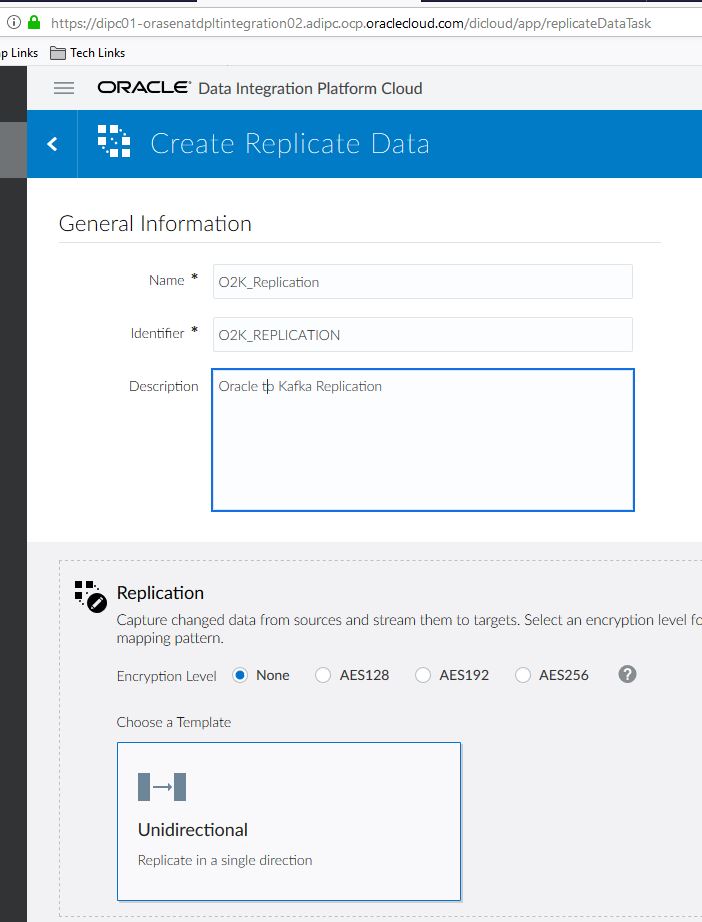 https://dipc01-orasenatdpltintegration02.adipc.ocp.oraclecloud.com/dicloud/app/replicateDataTask
Links Tech Links
ORACLE Data Integration Platform Cloud
Create Replicate Data
General Information
Name * O2K_Replication
Identifier * O2K_REPLICATION
Description Oracle to Kafka Replication
Replication
Capture changed data from sources and stream them to targets. Select an encryption level
mapping pattern.
Encryption Level None AES128 AES192 AES256 ?
Choose a Template
Unidirectional
Replicate in a single direction